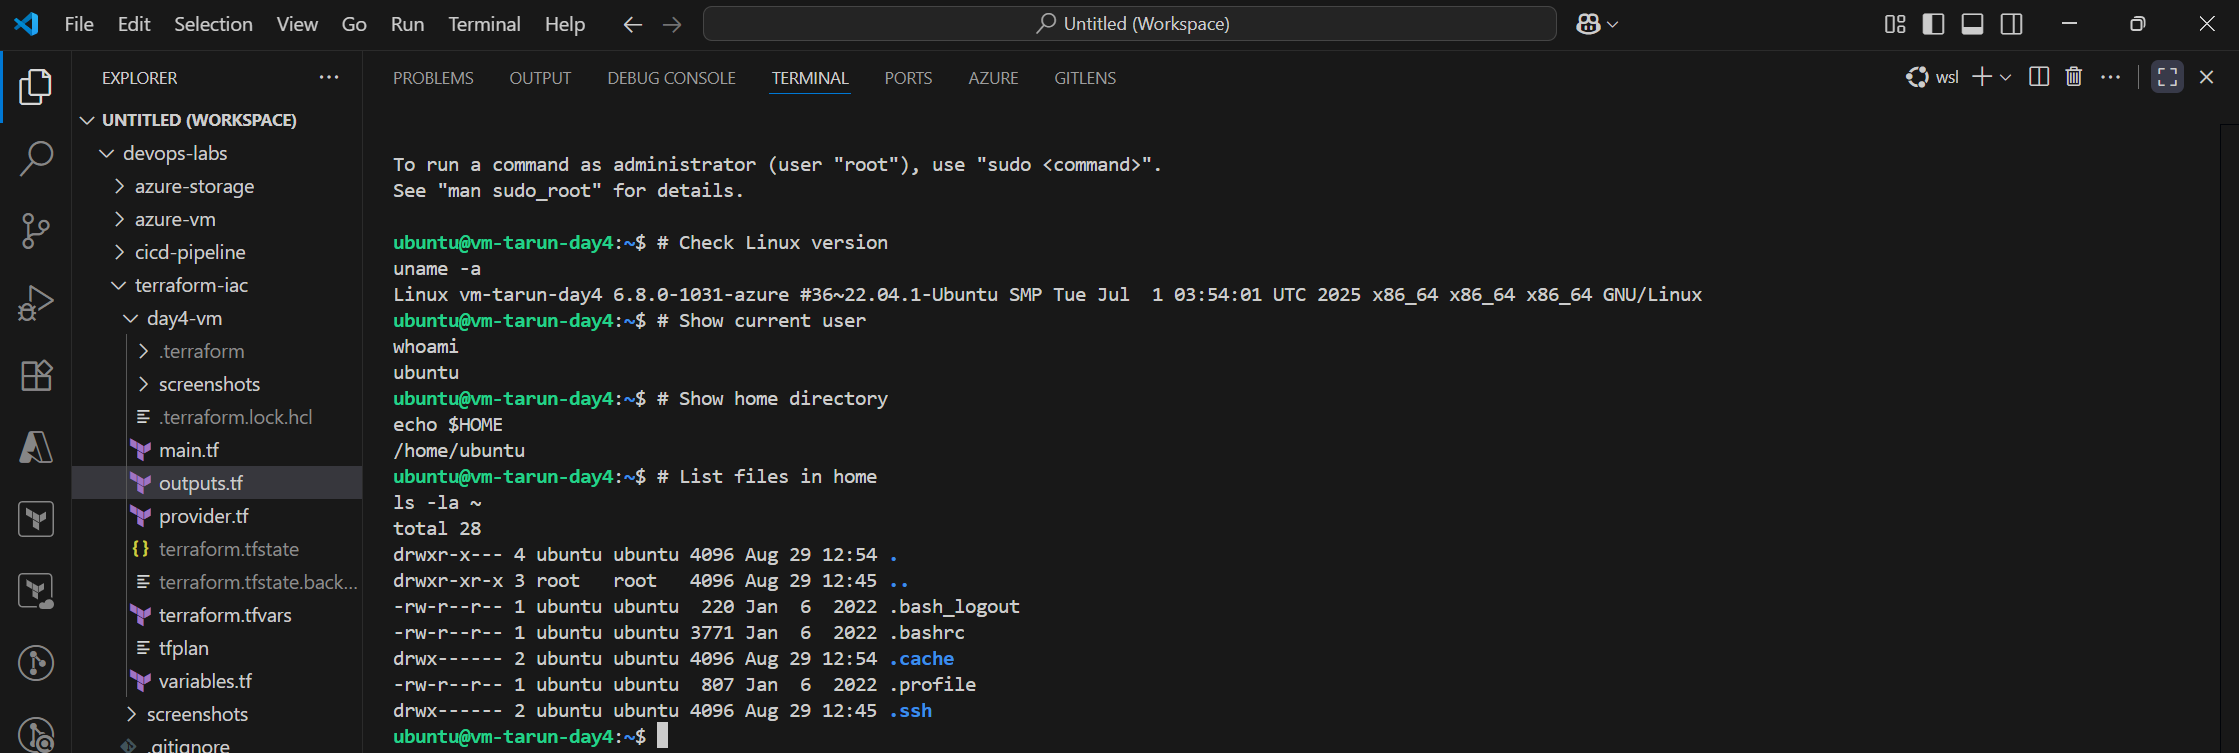 File Edit Selection View Go Run Terminal Help Untitled (Workspace)
EXPLORER
UNTITLED (WORKSPACE)
devops-labs
azure-storage
azure-vm
cicd-pipeline
terraform-iac
day4-vm
.terraform
screenshots
.terraform.lock.hcl
main.tf
outputs.tf
provider.tf
terraform.tfstate
terraform.tfstate.back...
terraform.tfvars
tfplan
variables.tf
screenshots
.gitignore
PROBLEMS OUTPUT DEBUG CONSOLE TERMINAL PORTS AZURE GITLENS wsl
To run a command as administrator (user "root"), use "sudo <command>".
See "man sudo_root" for details.
ubuntu@vm-tarun-day4:~$ # Check Linux version
uname -a
Linux vm-tarun-day4 6.8.0-1031-azure #36~22.04.1-Ubuntu SMP Tue Jul  1 03:54:01 UTC 2025 x86_64 x86_64 x86_64 GNU/Linux
ubuntu@vm-tarun-day4:~$ # Show current user
whoami
ubuntu
ubuntu@vm-tarun-day4:~$ # Show home directory
echo $HOME
/home/ubuntu
ubuntu@vm-tarun-day4:~$ # List files in home
ls -la ~
total 28
drwxr-x--- 4 ubuntu ubuntu 4096 Aug 29 12:54 .
drwxr-xr-x 3 root   root   4096 Aug 29 12:45 ..
-rw-r--r-- 1 ubuntu ubuntu  220 Jan  6  2022 .bash_logout
-rw-r--r-- 1 ubuntu ubuntu 3771 Jan  6  2022 .bashrc
drwx------ 2 ubuntu ubuntu 4096 Aug 29 12:54 .cache
-rw-r--r-- 1 ubuntu ubuntu  807 Jan  6  2022 .profile
drwx------ 2 ubuntu ubuntu 4096 Aug 29 12:45 .ssh
ubuntu@vm-tarun-day4:~$